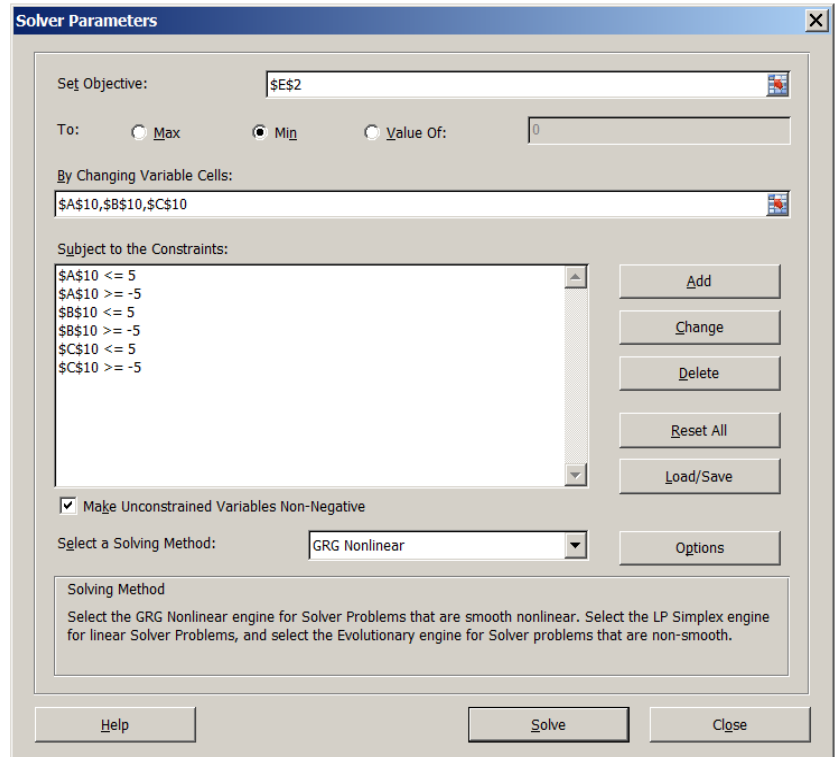 Solver Parameters
Set Objective: $E$2
To: Max Min Value Of: 0
By Changing Variable Cells:
$A$10,$B$10,$C$10
Subject to the Constraints:
$A$10 <= 5
$A$10 >= -5
$B$10 <= 5
$B$10 >= -5
$C$10 <= 5
$C$10 >= -5
Add
Change
Delete
Reset All
Load/Save
Make Unconstrained Variables Non-Negative
Select a Solving Method: GRG Nonlinear Options
Solving Method
Select the GRG Nonlinear engine for Solver Problems that are smooth nonlinear. Select the LP Simplex engine
for linear Solver Problems, and select the Evolutionary engine for Solver problems that are non-smooth.
Help Solve Close